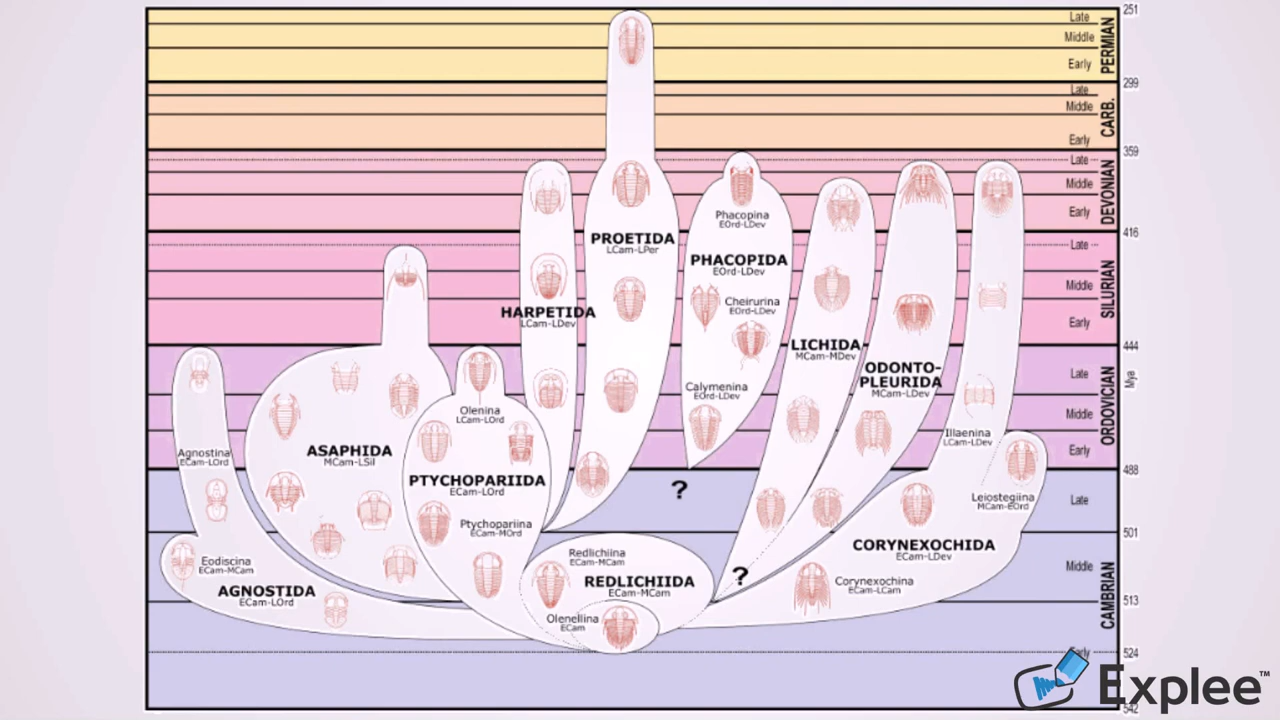 251
Late
Middle
Early
PERMIAN
299
Late
Middle
Early
CARB.
359
Late
Middle
Early
DEVONIAN
416
Late
Middle
Early
SILURIAN
444
Mya
Late
Middle
Early
ORDOVICIAN
488
Late
501
Middle
513
CAMBRIAN
Early
524
542
PROETIDA
LCam-LPer
Phacopina
EOrd-LDev
PHACOPIDA
EOrd-LDev
Cheirurina
EOrd-LDev
Calymenina
EOrd-LDev
HARPETIDA
LCam-LDev
LICHIDA
MCam-MDev
ODONTO-
PLEURIDA
MCam-LDev
Illaenina
LCam-LDev
Leiostegiina
MCam-EOrd
CORYNEXOCHIDA
ECam-LDev
Corynexochina
ECam-LCam
Agnostina
ECam-LOrd
ASAPHIDA
MCam-LSil
Olenina
LCam-LOrd
PTYCHOPARIIDA
ECam-LOrd
Ptychopariina
ECam-MOrd
Eodiscina
ECam-MCam
AGNOSTIDA
ECam-LOrd
Redlichiina
ECam-MCam
REDLICHIIDA
ECam-MCam
Olenellina
ECam
?
?
Explee™